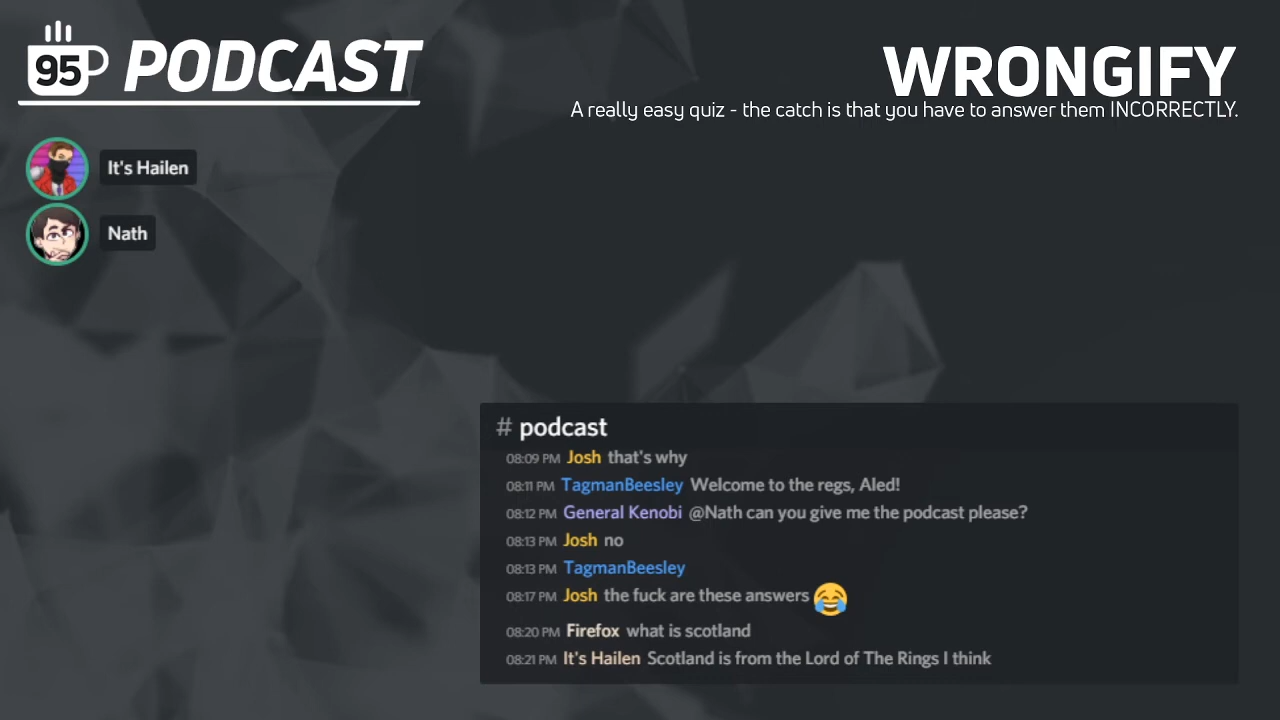 95 PODCAST
WRONGIFY
A really easy quiz - the catch is that you have to answer them INCORRECTLY.
It's Hailen
Nath
# podcast
08:09 PM Josh that's why
08:11 PM TagmanBeesley Welcome to the regs, Aled!
08:12 PM General Kenobi @Nath can you give me the podcast please?
08:13 PM Josh no
08:13 PM TagmanBeesley
08:17 PM Josh the fuck are these answers 😂
08:20 PM Firefox what is scotland
08:21 PM It's Hailen Scotland is from the Lord of The Rings I think